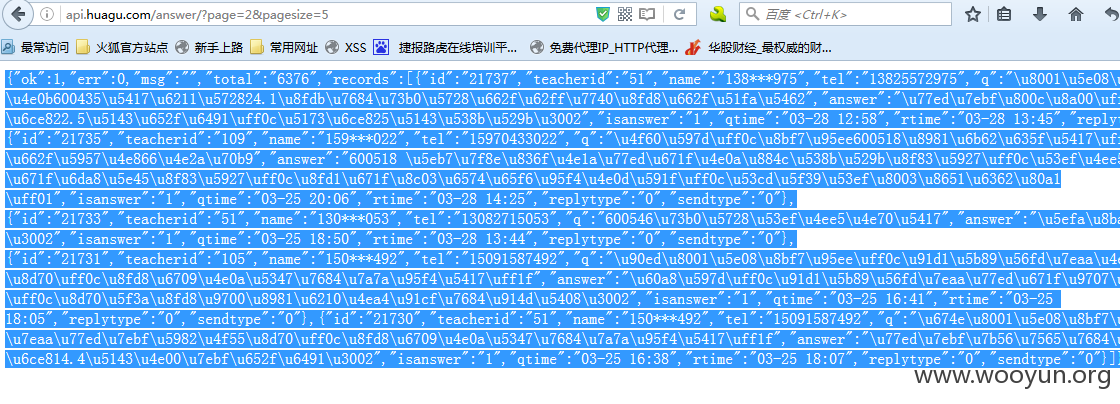 api.huagu.com/answer/?page=2&pagesize=5
百度 <Ctrl+K>
最常访问 火狐官方站点 新手上路 常用网址 XSS 捷报路虎在线培训平... 免费代理IP_HTTP代理... 华股财经_最权威的财...
{"ok":1,"err":0,"msg":"","total":"6376","records":[{"id":"21737","teacherid":"51","name":"138***975","tel":"13825572975","q":"\u8001\u5e08\u
\u4e0b600435\u5417\u6211\u572824.1\u8fdb\u7684\u73b0\u5728\u662f\u62ff\u7740\u8fd8\u662f\u51fa\u5462","answer":"\u77ed\u7ebf\u800c\u8a00\uff
\u6ce822.5\u5143\u652f\u6491\uff0c\u5173\u6ce825\u5143\u538b\u529b\u3002","isanswer":"1","qtime":"03-28 12:58","rtime":"03-28 13:45","reply
{"id":"21735","teacherid":"109","name":"159***022","tel":"15970433022","q":"\u4f60\u597d\uff0c\u8bf7\u95ee600518\u8981\u6b62\u635f\u5417\uf
\u662f\u5957\u4e866\u4e2a\u70b9","answer":"600518 \u5eb7\u7f8e\u836f\u4e1a\u77ed\u671f\u4e0a\u884c\u538b\u529b\u8f83\u5927\uff0c\u53ef\u4ee5
\u671f\u6da8\u5e45\u8f83\u5927\uff0c\u8fd1\u671f\u8c03\u6574\u65f6\u95f4\u4e0d\u591f\uff0c\u53cd\u5f39\u53ef\u8003\u8651\u6362\u80a1
\uff01","isanswer":"1","qtime":"03-25 20:06","rtime":"03-28 14:25","replytype":"0","sendtype":"0"},
{"id":"21733","teacherid":"51","name":"130***053","tel":"13082715053","q":"600546\u73b0\u5728\u53ef\u4ee5\u4e70\u5417","answer":"\u5efa\u8ba
\u3002","isanswer":"1","qtime":"03-25 18:50","rtime":"03-28 13:44","replytype":"0","sendtype":"0"},
{"id":"21731","teacherid":"105","name":"150***492","tel":"15091587492","q":"\u90ed\u8001\u5e08\u8bf7\u95ee\uff0c\u91d1\u5b89\u56fd\u7eaa\u4e
\u8d70\uff0c\u8fd8\u6709\u4e0a\u5347\u7684\u7a7a\u95f4\u5417\uff1f","answer":"\u60a8\u597d\uff0c\u91d1\u5b89\u56fd\u7eaa\u77ed\u671f\u9707\u
\uff0c\u8d70\u5f3a\u8fd8\u9700\u8981\u6210\u4ea4\u91cf\u7684\u914d\u5408\u3002","isanswer":"1","qtime":"03-25 16:41","rtime":"03-25
18:05","replytype":"0","sendtype":"0"},{"id":"21730","teacherid":"51","name":"150***492","tel":"15091587492","q":"\u674e\u8001\u5e08\u8bf7\u
\u7eaa\u77ed\u7ebf\u5982\u4f55\u8d70\uff0c\u8fd8\u6709\u4e0a\u5347\u7684\u7a7a\u95f4\u5417\uff1f","answer":"\u77ed\u7ebf\u7b56\u7565\u7684\u
\u6ce814.4\u5143\u4e00\u7ebf\u652f\u6491\u3002","isanswer":"1","qtime":"03-25 16:38","rtime":"03-25 18:07","replytype":"0","sendtype":"0"}]}
www.wooyun.org